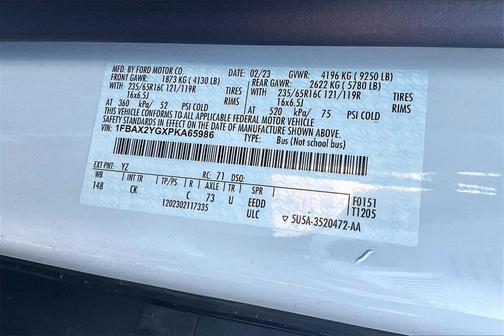 MFD. BY FORD MOTOR CO.
02/23 GVWR: 4196 KG ( 9250 LB)
FRONT GAWR: 1873 KG ( 4130 LB) REAR GAWR: 2622 KG ( 5780 LB)
235/65R16C 121/119R TIRES 235/65R16C 121/119R TIRES
16x6.5J RIMS 16x6.5J RIMS
AT 360 kPa/ 52 PSI COLD AT 520 kPa/ 75 PSI COLD
THIS VEHICLE CONFORMS TO ALL APPLICABLE FEDERAL MOTOR VEHICLE
SAFETY STANDARDS IN EFFECT ON THE DATE OF MANUFACTURE SHOWN ABOVE.
VIN: 1FBAX2YGXPKA65986
TYPE: Bus (Not school bus)
EXT PNT: YZ RC: 71 DSO:
WB INT TR TP/PS R AXLE TR SPR F0151
148 CK C 73 U EEDD T1205
1202302117335 ULC ▽ 5U5A-3520472-AA